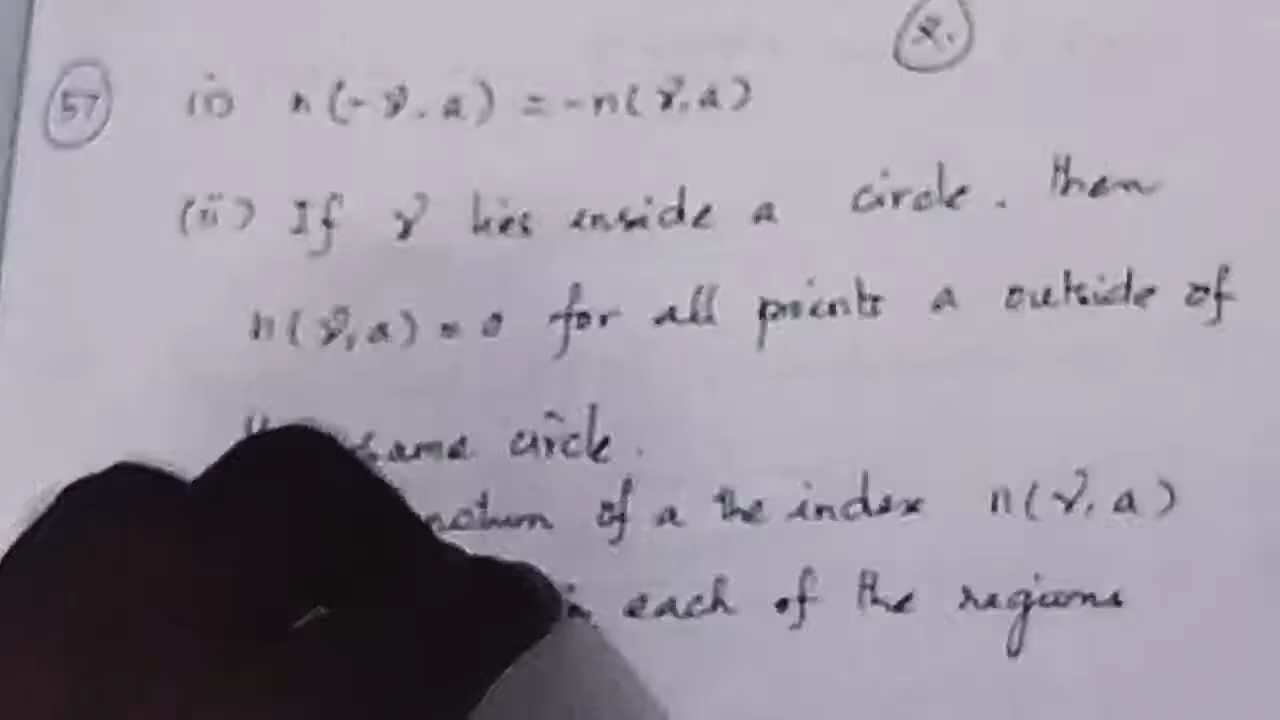 2.
57 (i) n(-γ, a) = -n(γ, a)
(ii) If γ lies inside a circle. then
n(γ, a) = 0 for all points a outside of
same circle.
of a the index n(γ, a)
in each of the regions